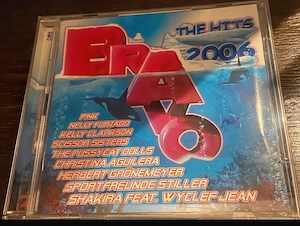 THE HITS
2006
BRAVO
P!NK
NELLY FURTADO
KELLY CLARKSON
SCISSOR SISTERS
THE PUSSYCAT DOLLS
CHRISTINA AGUILERA
HERBERT GRÖNEMEYER
SPORTFREUNDE STILLER
SHAKIRA FEAT. WYCLEF JEAN